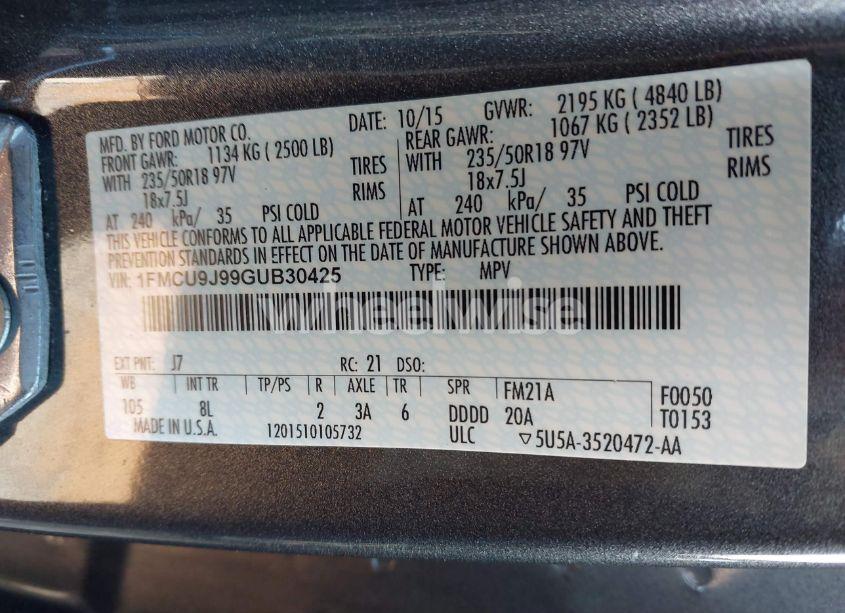 MFD. BY FORD MOTOR CO. DATE: 10/15 GVWR: 2195 KG ( 4840 LB)
FRONT GAWR: 1134 KG ( 2500 LB) REAR GAWR: 1067 KG ( 2352 LB)
WITH 235/50R18 97V TIRES WITH 235/50R18 97V TIRES
18x7.5J RIMS 18x7.5J RIMS
AT 240 kPa/ 35 PSI COLD AT 240 kPa/ 35 PSI COLD
THIS VEHICLE CONFORMS TO ALL APPLICABLE FEDERAL MOTOR VEHICLE SAFETY AND THEFT
PREVENTION STANDARDS IN EFFECT ON THE DATE OF MANUFACTURE SHOWN ABOVE.
VIN: 1FMCU9J99GUB30425 TYPE: MPV
wheelwise
EXT PNT: J7 RC: 21 DSO:
WB INT TR TP/PS R AXLE TR SPR FM21A F0050
105 8L 2 3A 6 DDDD 20A T0153
MADE IN U.S.A. 1201510105732 ULC ▽5U5A-3520472-AA